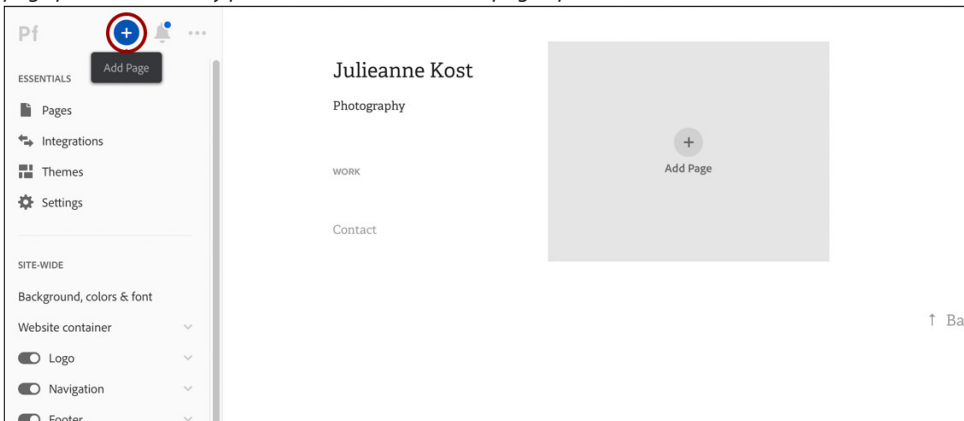 Pf
Add Page
ESSENTIALS
Pages
Integrations
Themes
Settings
SITE-WIDE
Background, colors & font
Website container
Logo
Navigation
Footer
Julieanne Kost
Photography
WORK
Contact
Add Page
↑ Ba